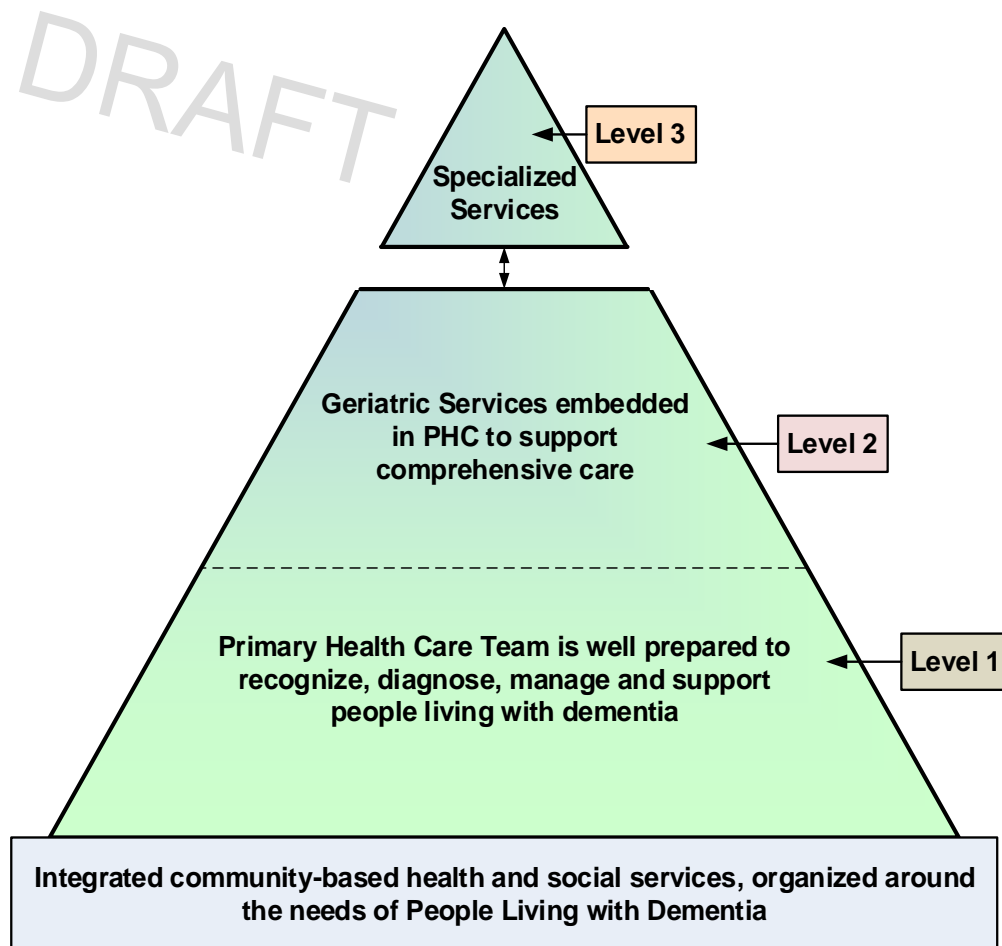 DRAFT
Level 3
Specialized
Services
Geriatric Services embedded
in PHC to support
comprehensive care
Level 2
Primary Health Care Team is well prepared to
recognize, diagnose, manage and support
people living with dementia
Level 1
Integrated community-based health and social services, organized around
the needs of People Living with Dementia